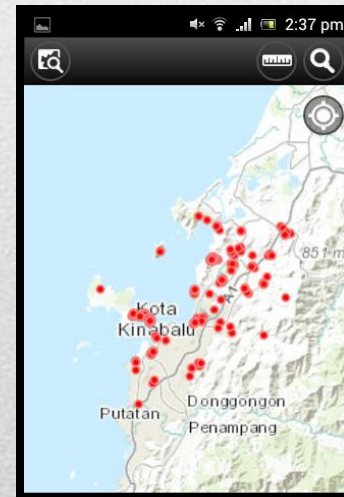 2:37 pm
851 m
A1
Kota
Kinabalu
Donggongon
Putatan
Penampang